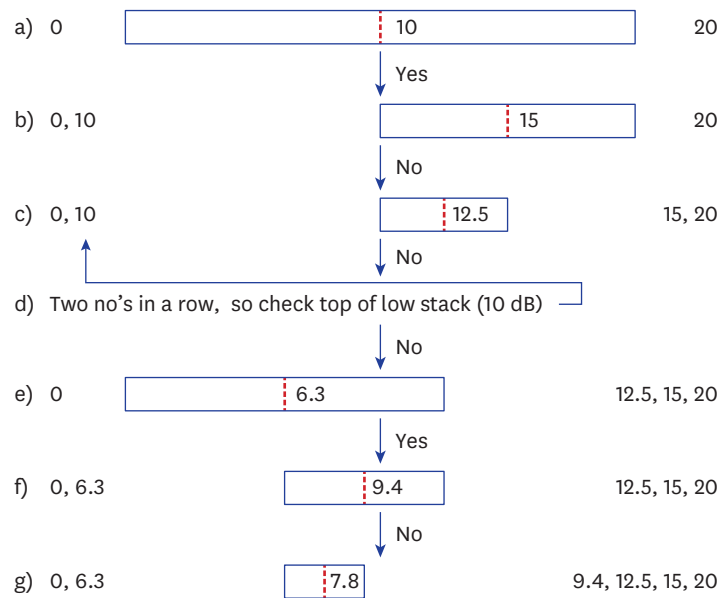 a) 0 10 20
Yes
b) 0, 10 15 20
No
c) 0, 10 12.5 15, 20
No
d) Two no's in a row, so check top of low stack (10 dB)
No
e) 0 6.3 12.5, 15, 20
Yes
f) 0, 6.3 9.4 12.5, 15, 20
No
g) 0, 6.3 7.8 9.4, 12.5, 15, 20